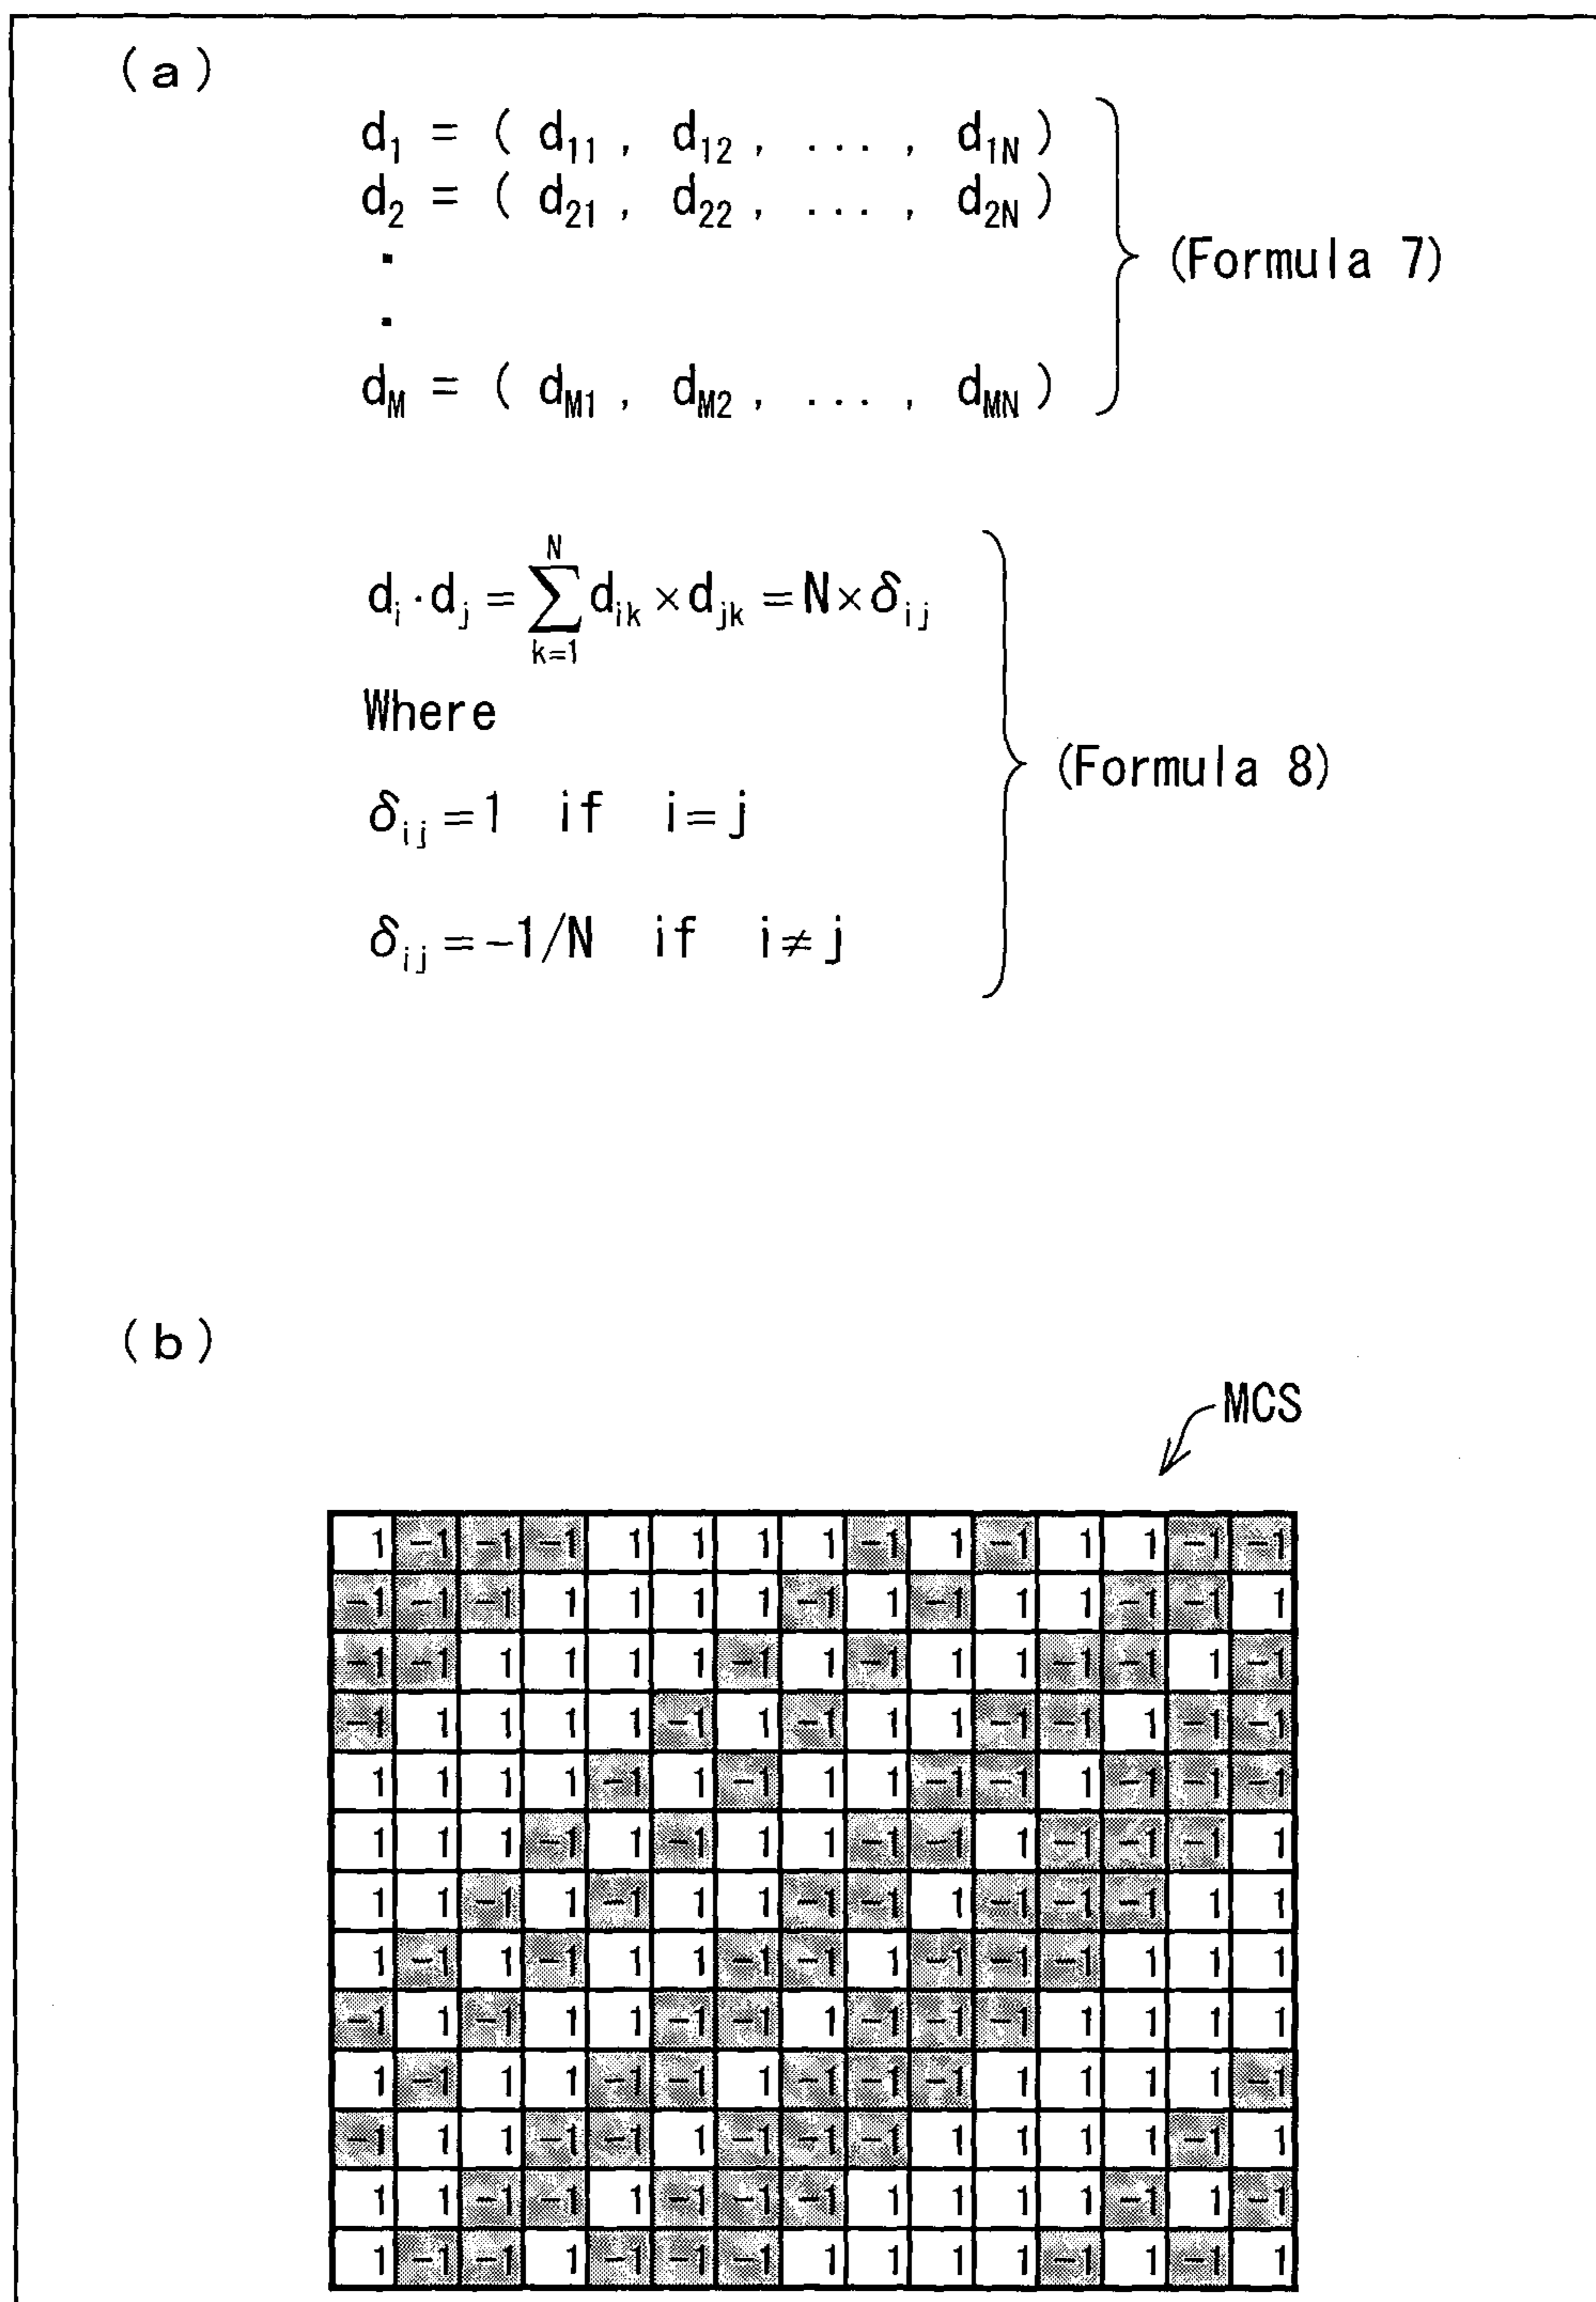 (a)
d₁ = ( d₁₁ , d₁₂ , ... , d₁N )
d₂ = ( d₂₁ , d₂₂ , ... , d₂N )
.
.
dM = ( dM1 , dM2 , ... , dMN )
(Formula 7)
dᵢ · dⱼ = ∑ₖ₌₁ᴺ dᵢₖ × dⱼₖ = N × δᵢⱼ
Where
δᵢⱼ = 1 if i = j
δᵢⱼ = -1/N if i ≠ j
(Formula 8)
(b)
MCS
1 -1 -1 -1 1 1 1 1 -1 1 -1 1 1 -1 -1
-1 -1 -1 1 1 1 1 -1 1 -1 1 1 -1 -1 1
-1 -1 1 1 1 1 -1 1 -1 1 1 -1 -1 1 -1
-1 1 1 1 1 -1 1 -1 1 1 -1 -1 1 -1 -1
1 1 1 1 -1 1 -1 1 1 -1 -1 1 -1 -1 -1
1 1 1 -1 1 -1 1 1 -1 -1 1 -1 -1 -1 1
1 1 -1 1 -1 1 1 -1 -1 1 -1 -1 -1 1 1
1 -1 1 -1 1 1 -1 -1 1 -1 -1 -1 1 1 1
-1 1 -1 1 1 -1 -1 1 -1 -1 -1 1 1 1 1
1 -1 1 1 -1 -1 1 -1 -1 -1 1 1 1 1 -1
-1 1 1 -1 -1 1 -1 -1 -1 1 1 1 1 -1 1
1 1 -1 -1 1 -1 -1 -1 1 1 1 1 -1 1 -1
1 -1 -1 1 -1 -1 -1 1 1 1 1 -1 1 -1 1